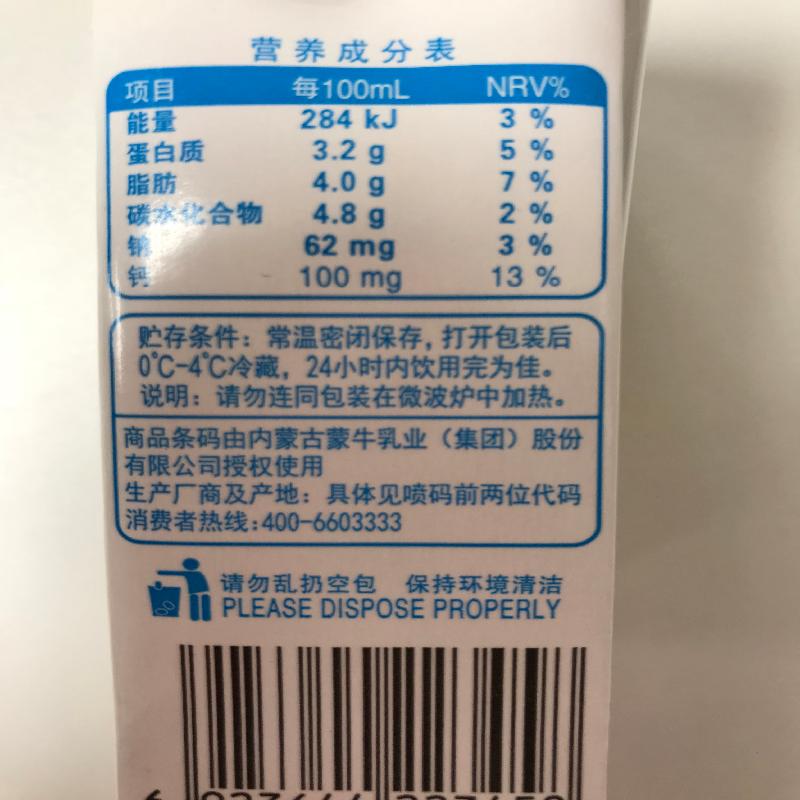 营养成分表
项目 每100mL NRV%
能量 284 kJ 3 %
蛋白质 3.2 g 5 %
脂肪 4.0 g 7 %
碳水化合物 4.8 g 2 %
钠 62 mg 3 %
钙 100 mg 13 %
贮存条件：常温密闭保存，打开包装后
0℃-4℃冷藏，24小时内饮用完为佳。
说明：请勿连同包装在微波炉中加热。
商品条码由内蒙古蒙牛乳业（集团）股份
有限公司授权使用
生产厂商及产地：具体见喷码前两位代码
消费者热线:400-6603333
请勿乱扔空包 保持环境清洁
PLEASE DISPOSE PROPERLY